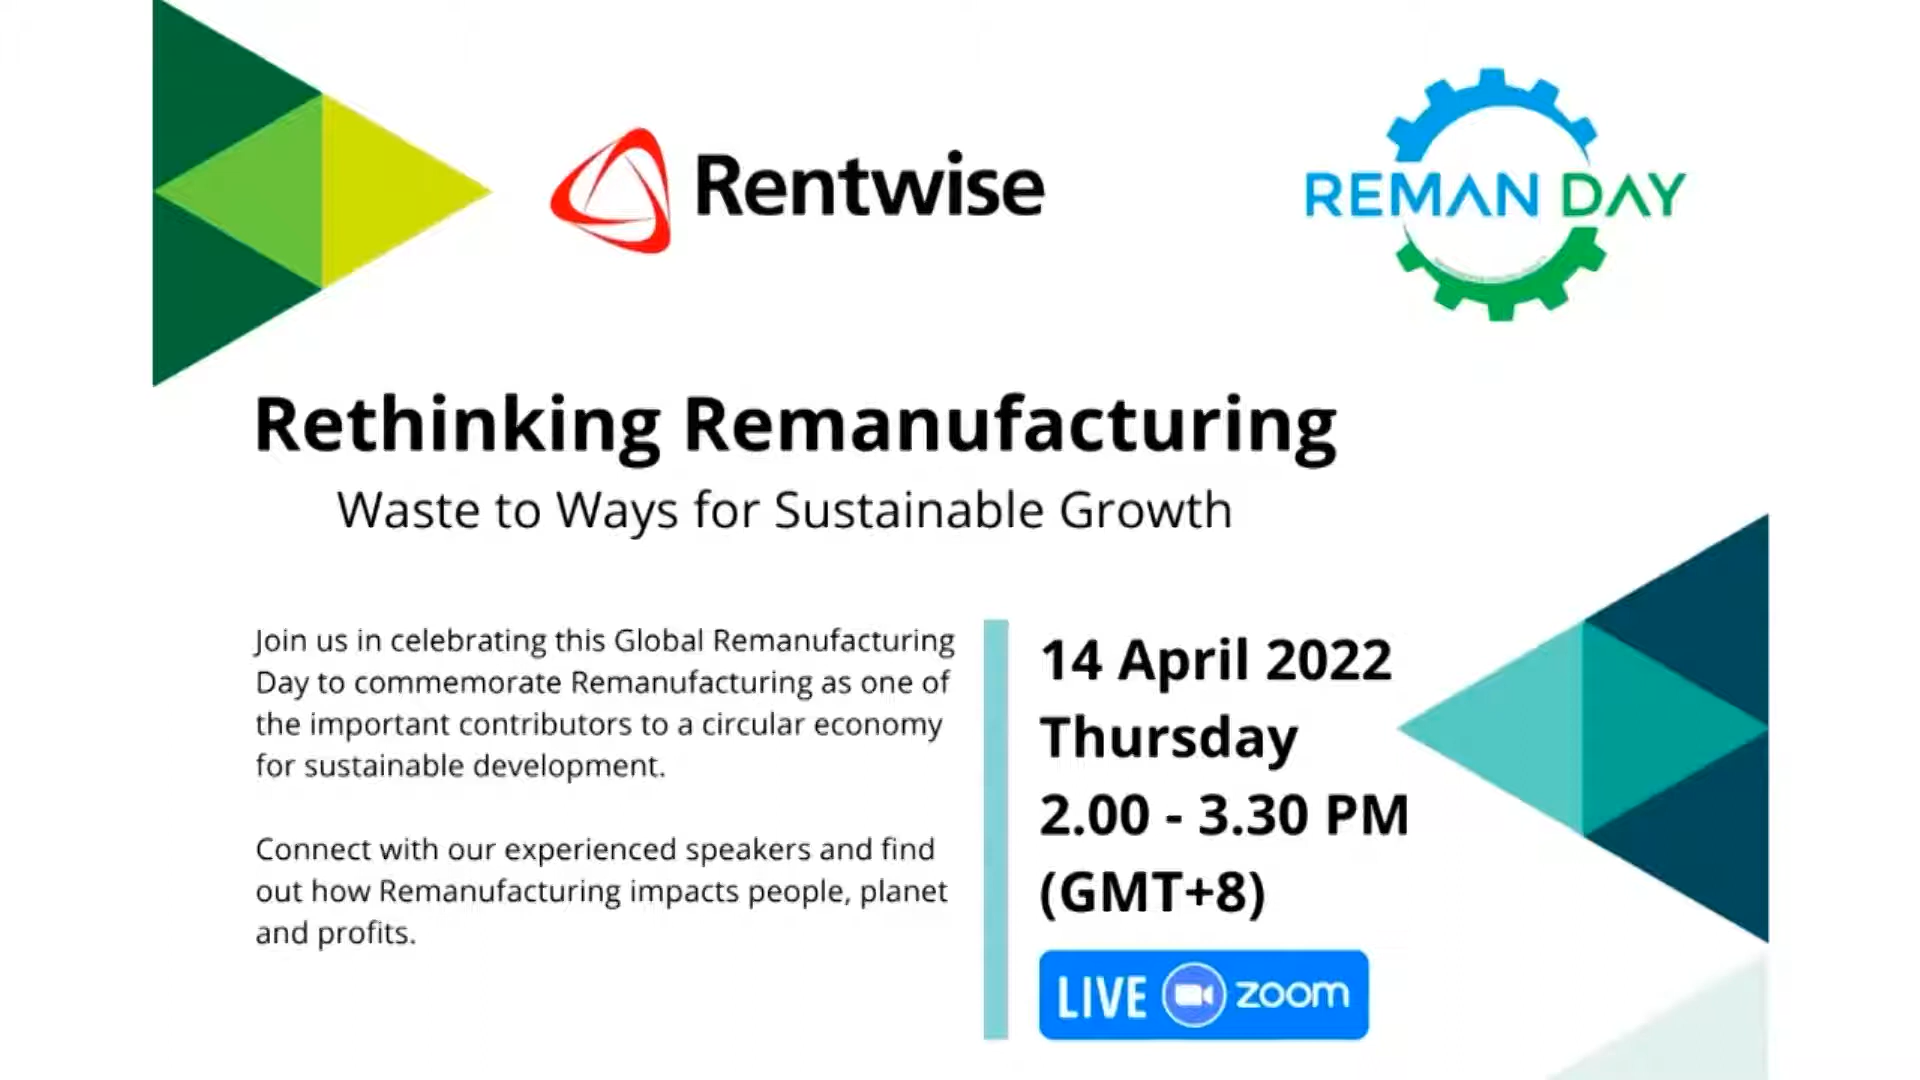 Rentwise
REMAN DAY
Rethinking Remanufacturing
Waste to Ways for Sustainable Growth
Join us in celebrating this Global Remanufacturing
Day to commemorate Remanufacturing as one of
the important contributors to a circular economy
for sustainable development.
Connect with our experienced speakers and find
out how Remanufacturing impacts people, planet
and profits.
14 April 2022
Thursday
2.00 - 3.30 PM
(GMT+8)
LIVE zoom